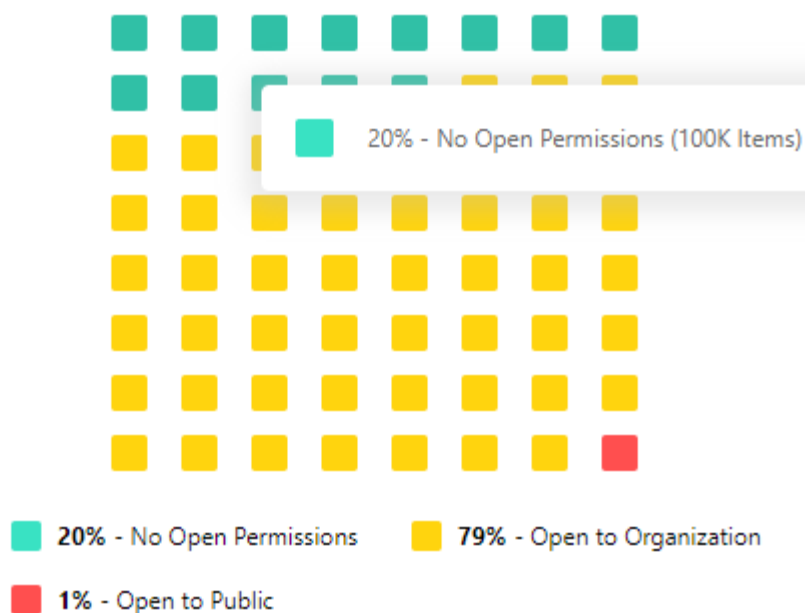 20% - No Open Permissions (100K Items)
20% - No Open Permissions
79% - Open to Organization
1% - Open to Public